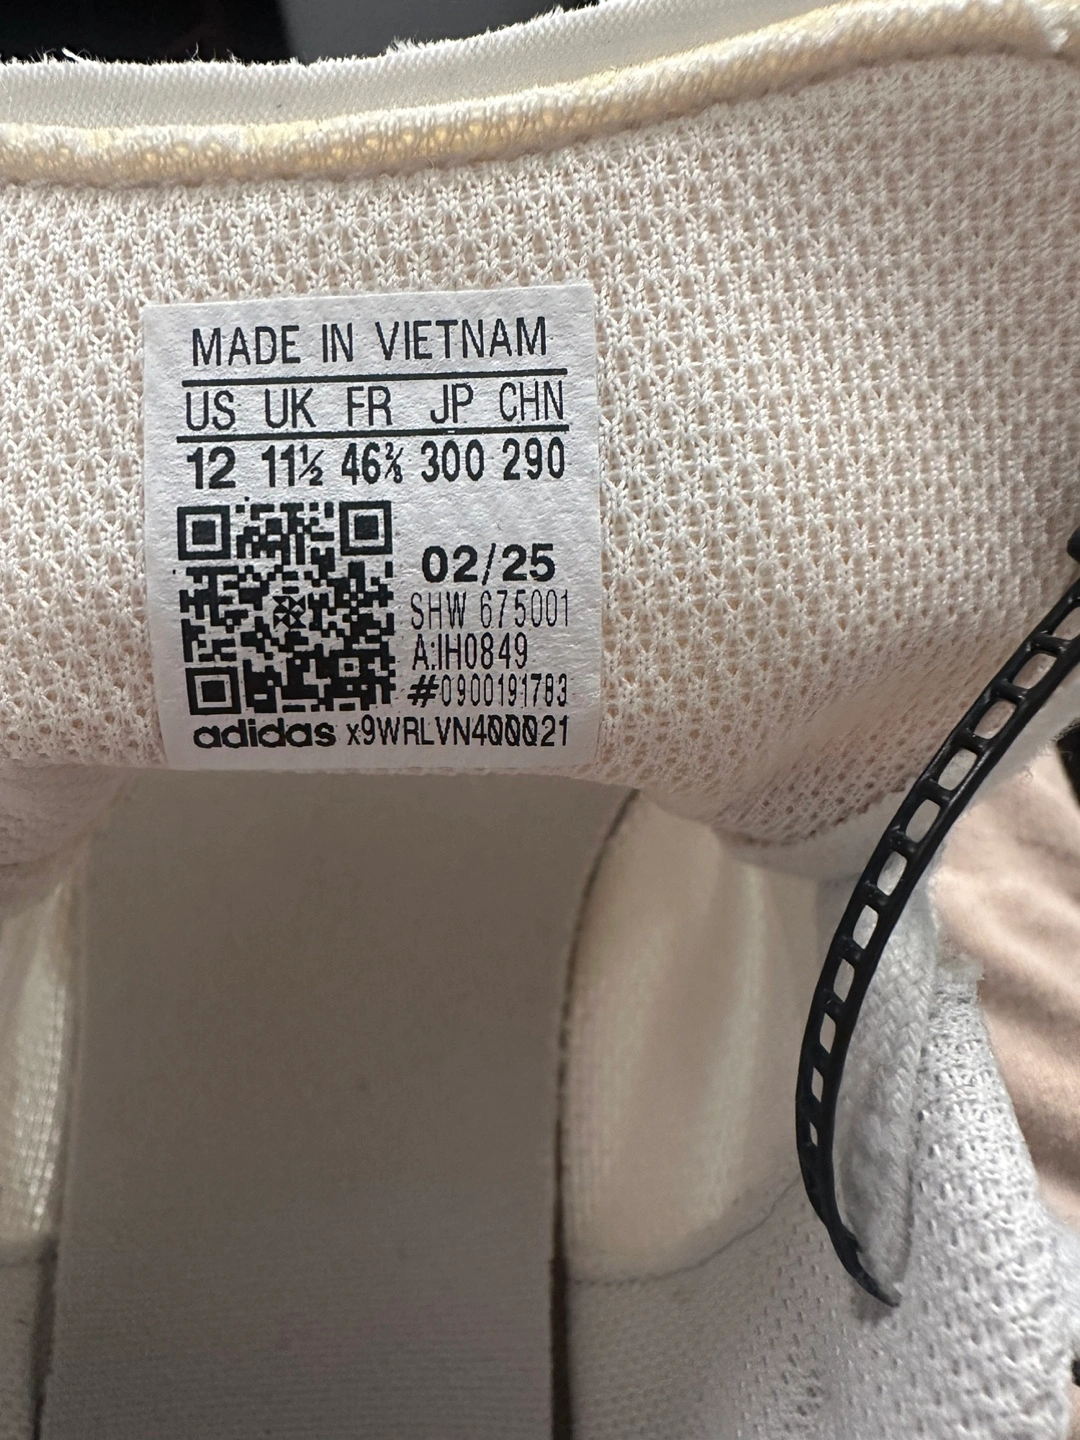 MADE IN VIETNAM
US UK FR JP CHN
12 11½ 46⅔ 300 290
02/25
SHW 675001
A:IH0849
#0900191783
adidas x9WRLVN4000021